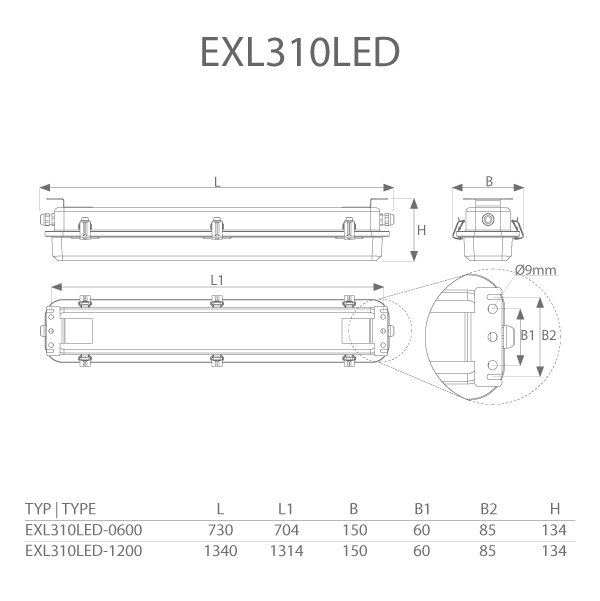 EXL310LED
L
B
H
L1
Ø9mm
B1 B2
TYP | TYPE L L1 B B1 B2 H
EXL310LED-0600 730 704 150 60 85 134
EXL310LED-1200 1340 1314 150 60 85 134